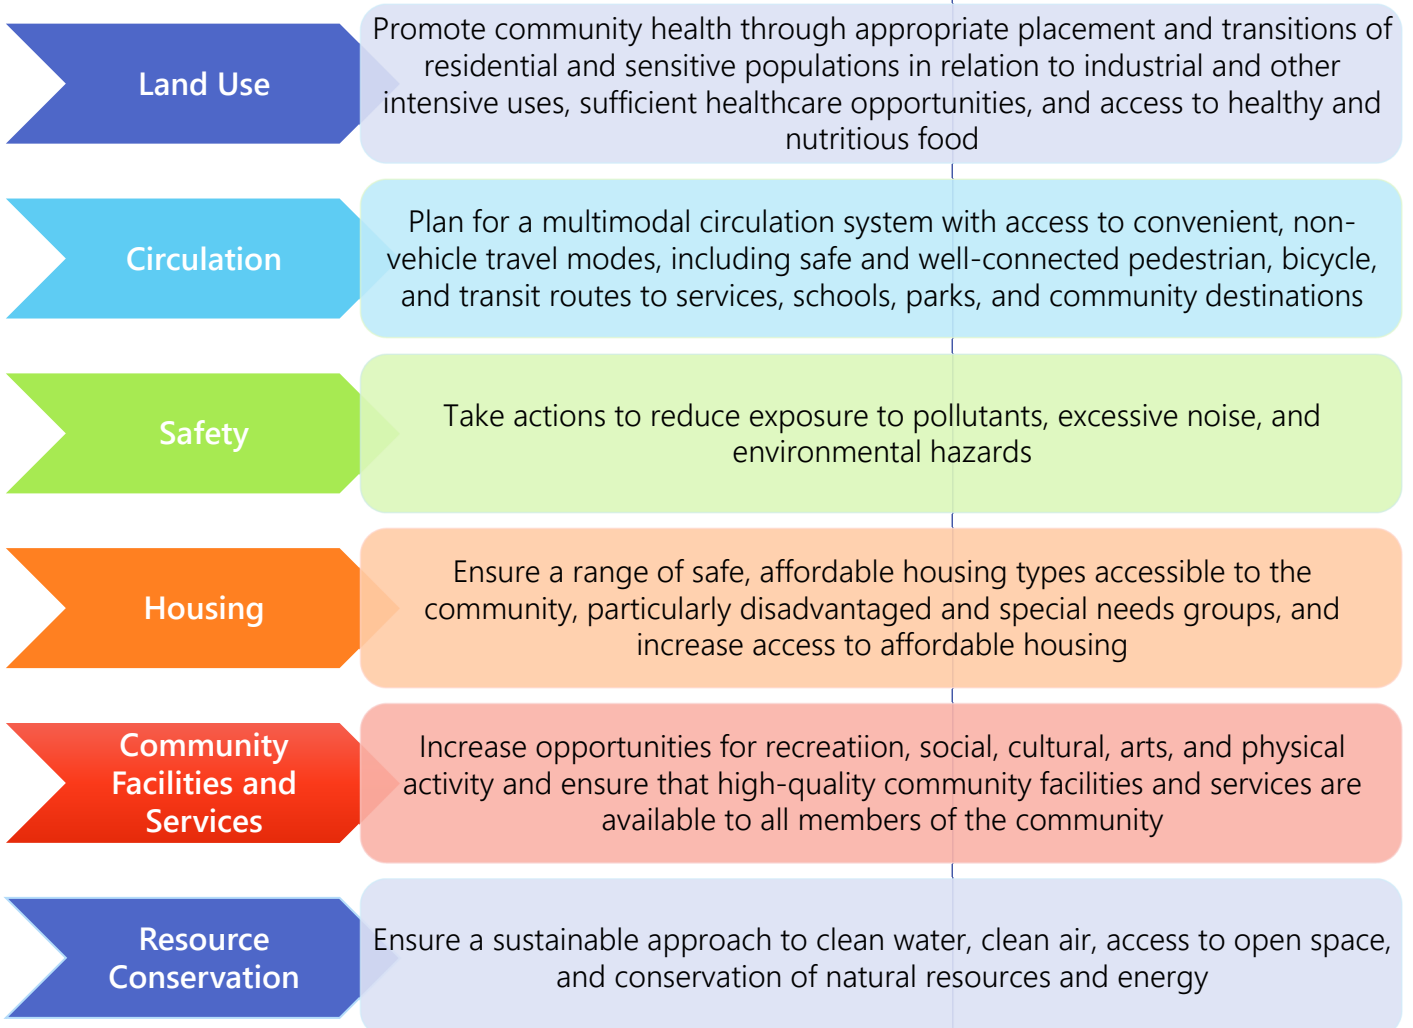 Land Use
Promote community health through appropriate placement and transitions of
residential and sensitive populations in relation to industrial and other
intensive uses, sufficient healthcare opportunities, and access to healthy and
nutritious food
Circulation
Plan for a multimodal circulation system with access to convenient, non-
vehicle travel modes, including safe and well-connected pedestrian, bicycle,
and transit routes to services, schools, parks, and community destinations
Safety
Take actions to reduce exposure to pollutants, excessive noise, and
environmental hazards
Housing
Ensure a range of safe, affordable housing types accessible to the
community, particularly disadvantaged and special needs groups, and
increase access to affordable housing
Community
Facilities and
Services
Increase opportunities for recreatiion, social, cultural, arts, and physical
activity and ensure that high-quality community facilities and services are
available to all members of the community
Resource
Conservation
Ensure a sustainable approach to clean water, clean air, access to open space,
and conservation of natural resources and energy